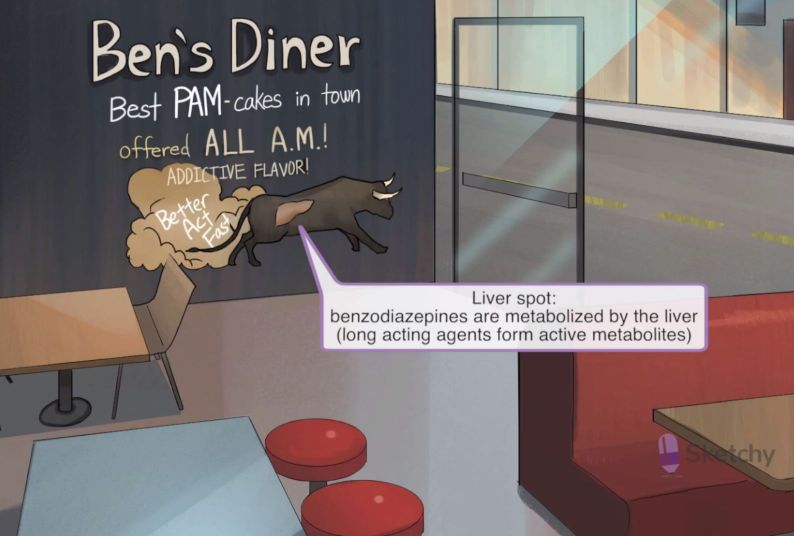 Ben's Diner
Best PAM-cakes in town
offered ALL A.M.!
ADDICTIVE FLAVOR!
Better
Act
Fast
Liver spot:
benzodiazepines are metabolized by the liver
(long acting agents form active metabolites)
Sketchy